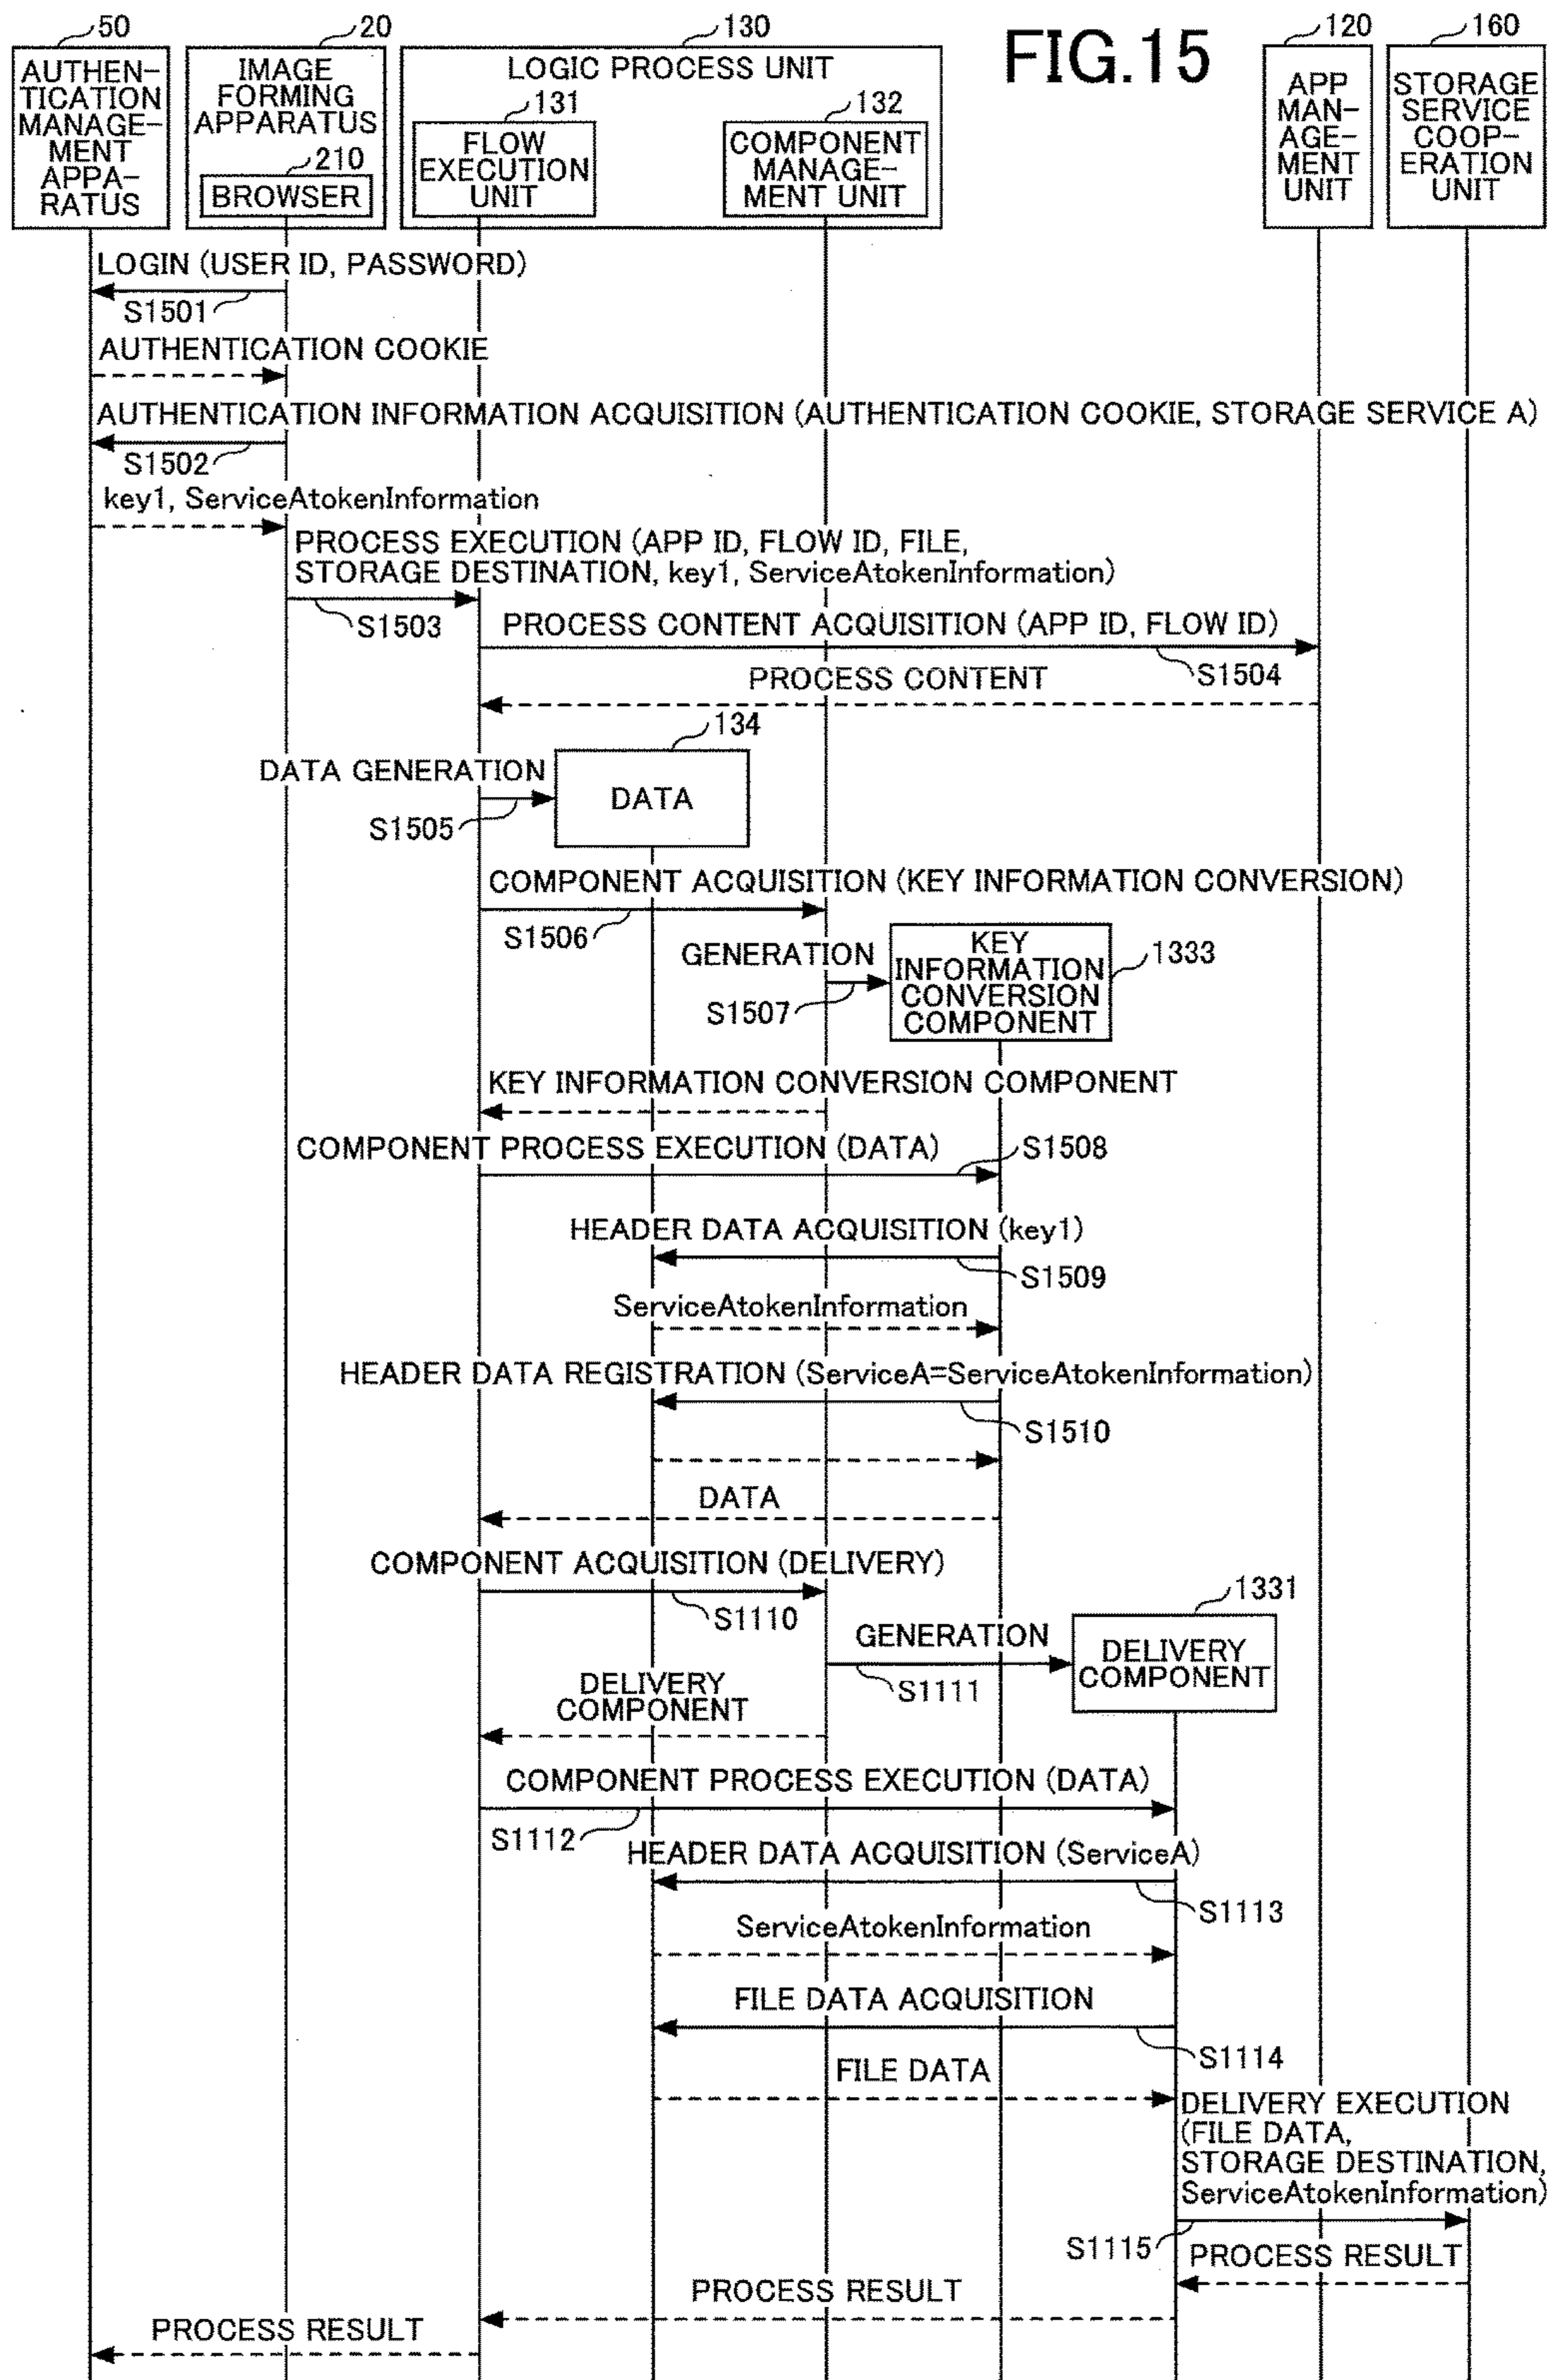 FIG.15
50
20
130
120
160
AUTHEN-
TICATION
MANAGE-
MENT
APPA-
RATUS
IMAGE
FORMING
APPARATUS
210
BROWSER
LOGIC PROCESS UNIT
131
FLOW
EXECUTION
UNIT
132
COMPONENT
MANAGE-
MENT UNIT
APP
MAN-
AGE-
MENT
UNIT
STORAGE
SERVICE
COOP-
ERATION
UNIT
LOGIN (USER ID, PASSWORD)
S1501
AUTHENTICATION COOKIE
AUTHENTICATION INFORMATION ACQUISITION (AUTHENTICATION COOKIE, STORAGE SERVICE A)
S1502
key1, ServiceAtokenInformation
PROCESS EXECUTION (APP ID, FLOW ID, FILE,
STORAGE DESTINATION, key1, ServiceAtokenInformation)
S1503
PROCESS CONTENT ACQUISITION (APP ID, FLOW ID)
S1504
PROCESS CONTENT
134
DATA GENERATION
DATA
S1505
COMPONENT ACQUISITION (KEY INFORMATION CONVERSION)
S1506
GENERATION
KEY
INFORMATION
CONVERSION
COMPONENT
1333
S1507
KEY INFORMATION CONVERSION COMPONENT
COMPONENT PROCESS EXECUTION (DATA)
S1508
HEADER DATA ACQUISITION (key1)
S1509
ServiceAtokenInformation
HEADER DATA REGISTRATION (ServiceA=ServiceAtokenInformation)
S1510
DATA
COMPONENT ACQUISITION (DELIVERY)
S1110
1331
GENERATION
DELIVERY
COMPONENT
S1111
DELIVERY
COMPONENT
COMPONENT PROCESS EXECUTION (DATA)
S1112
HEADER DATA ACQUISITION (ServiceA)
S1113
ServiceAtokenInformation
FILE DATA ACQUISITION
S1114
FILE DATA
DELIVERY EXECUTION
(FILE DATA,
STORAGE DESTINATION,
ServiceAtokenInformation)
S1115
PROCESS RESULT
PROCESS RESULT
PROCESS RESULT